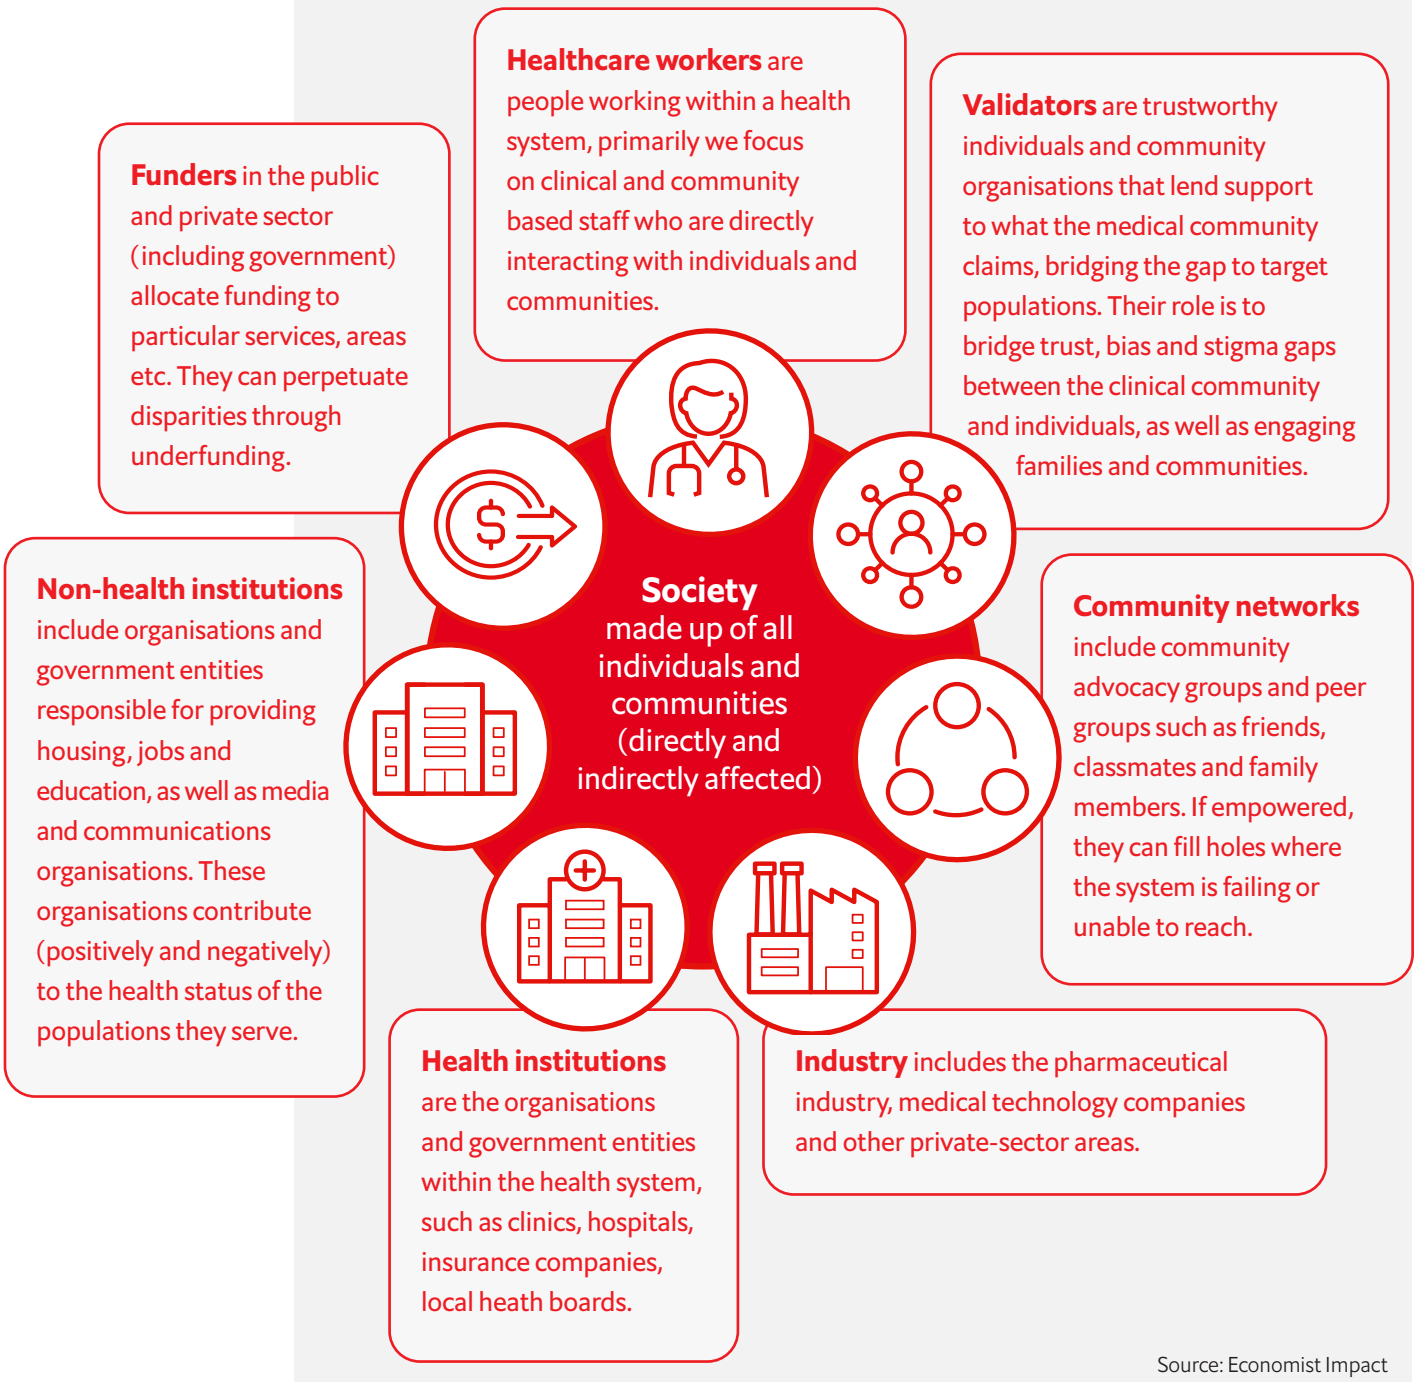 Healthcare workers are
people working within a health
system, primarily we focus
on clinical and community
based staff who are directly
interacting with individuals and
communities.
Validators are trustworthy
individuals and community
organisations that lend support
to what the medical community
claims, bridging the gap to target
populations. Their role is to
bridge trust, bias and stigma gaps
between the clinical community
and individuals, as well as engaging
families and communities.
Funders in the public
and private sector
(including government)
allocate funding to
particular services, areas
etc. They can perpetuate
disparities through
underfunding.
$
Non-health institutions
include organisations and
government entities
responsible for providing
housing, jobs and
education, as well as media
and communications
organisations. These
organisations contribute
(positively and negatively)
to the health status of the
populations they serve.
Society
made up of all
individuals and
communities
(directly and
indirectly affected)
Community networks
include community
advocacy groups and peer
groups such as friends,
classmates and family
members. If empowered,
they can fill holes where
the system is failing or
unable to reach.
Health institutions
are the organisations
and government entities
within the health system,
such as clinics, hospitals,
insurance companies,
local heath boards.
Industry includes the pharmaceutical
industry, medical technology companies
and other private-sector areas.
Source: Economist Impact